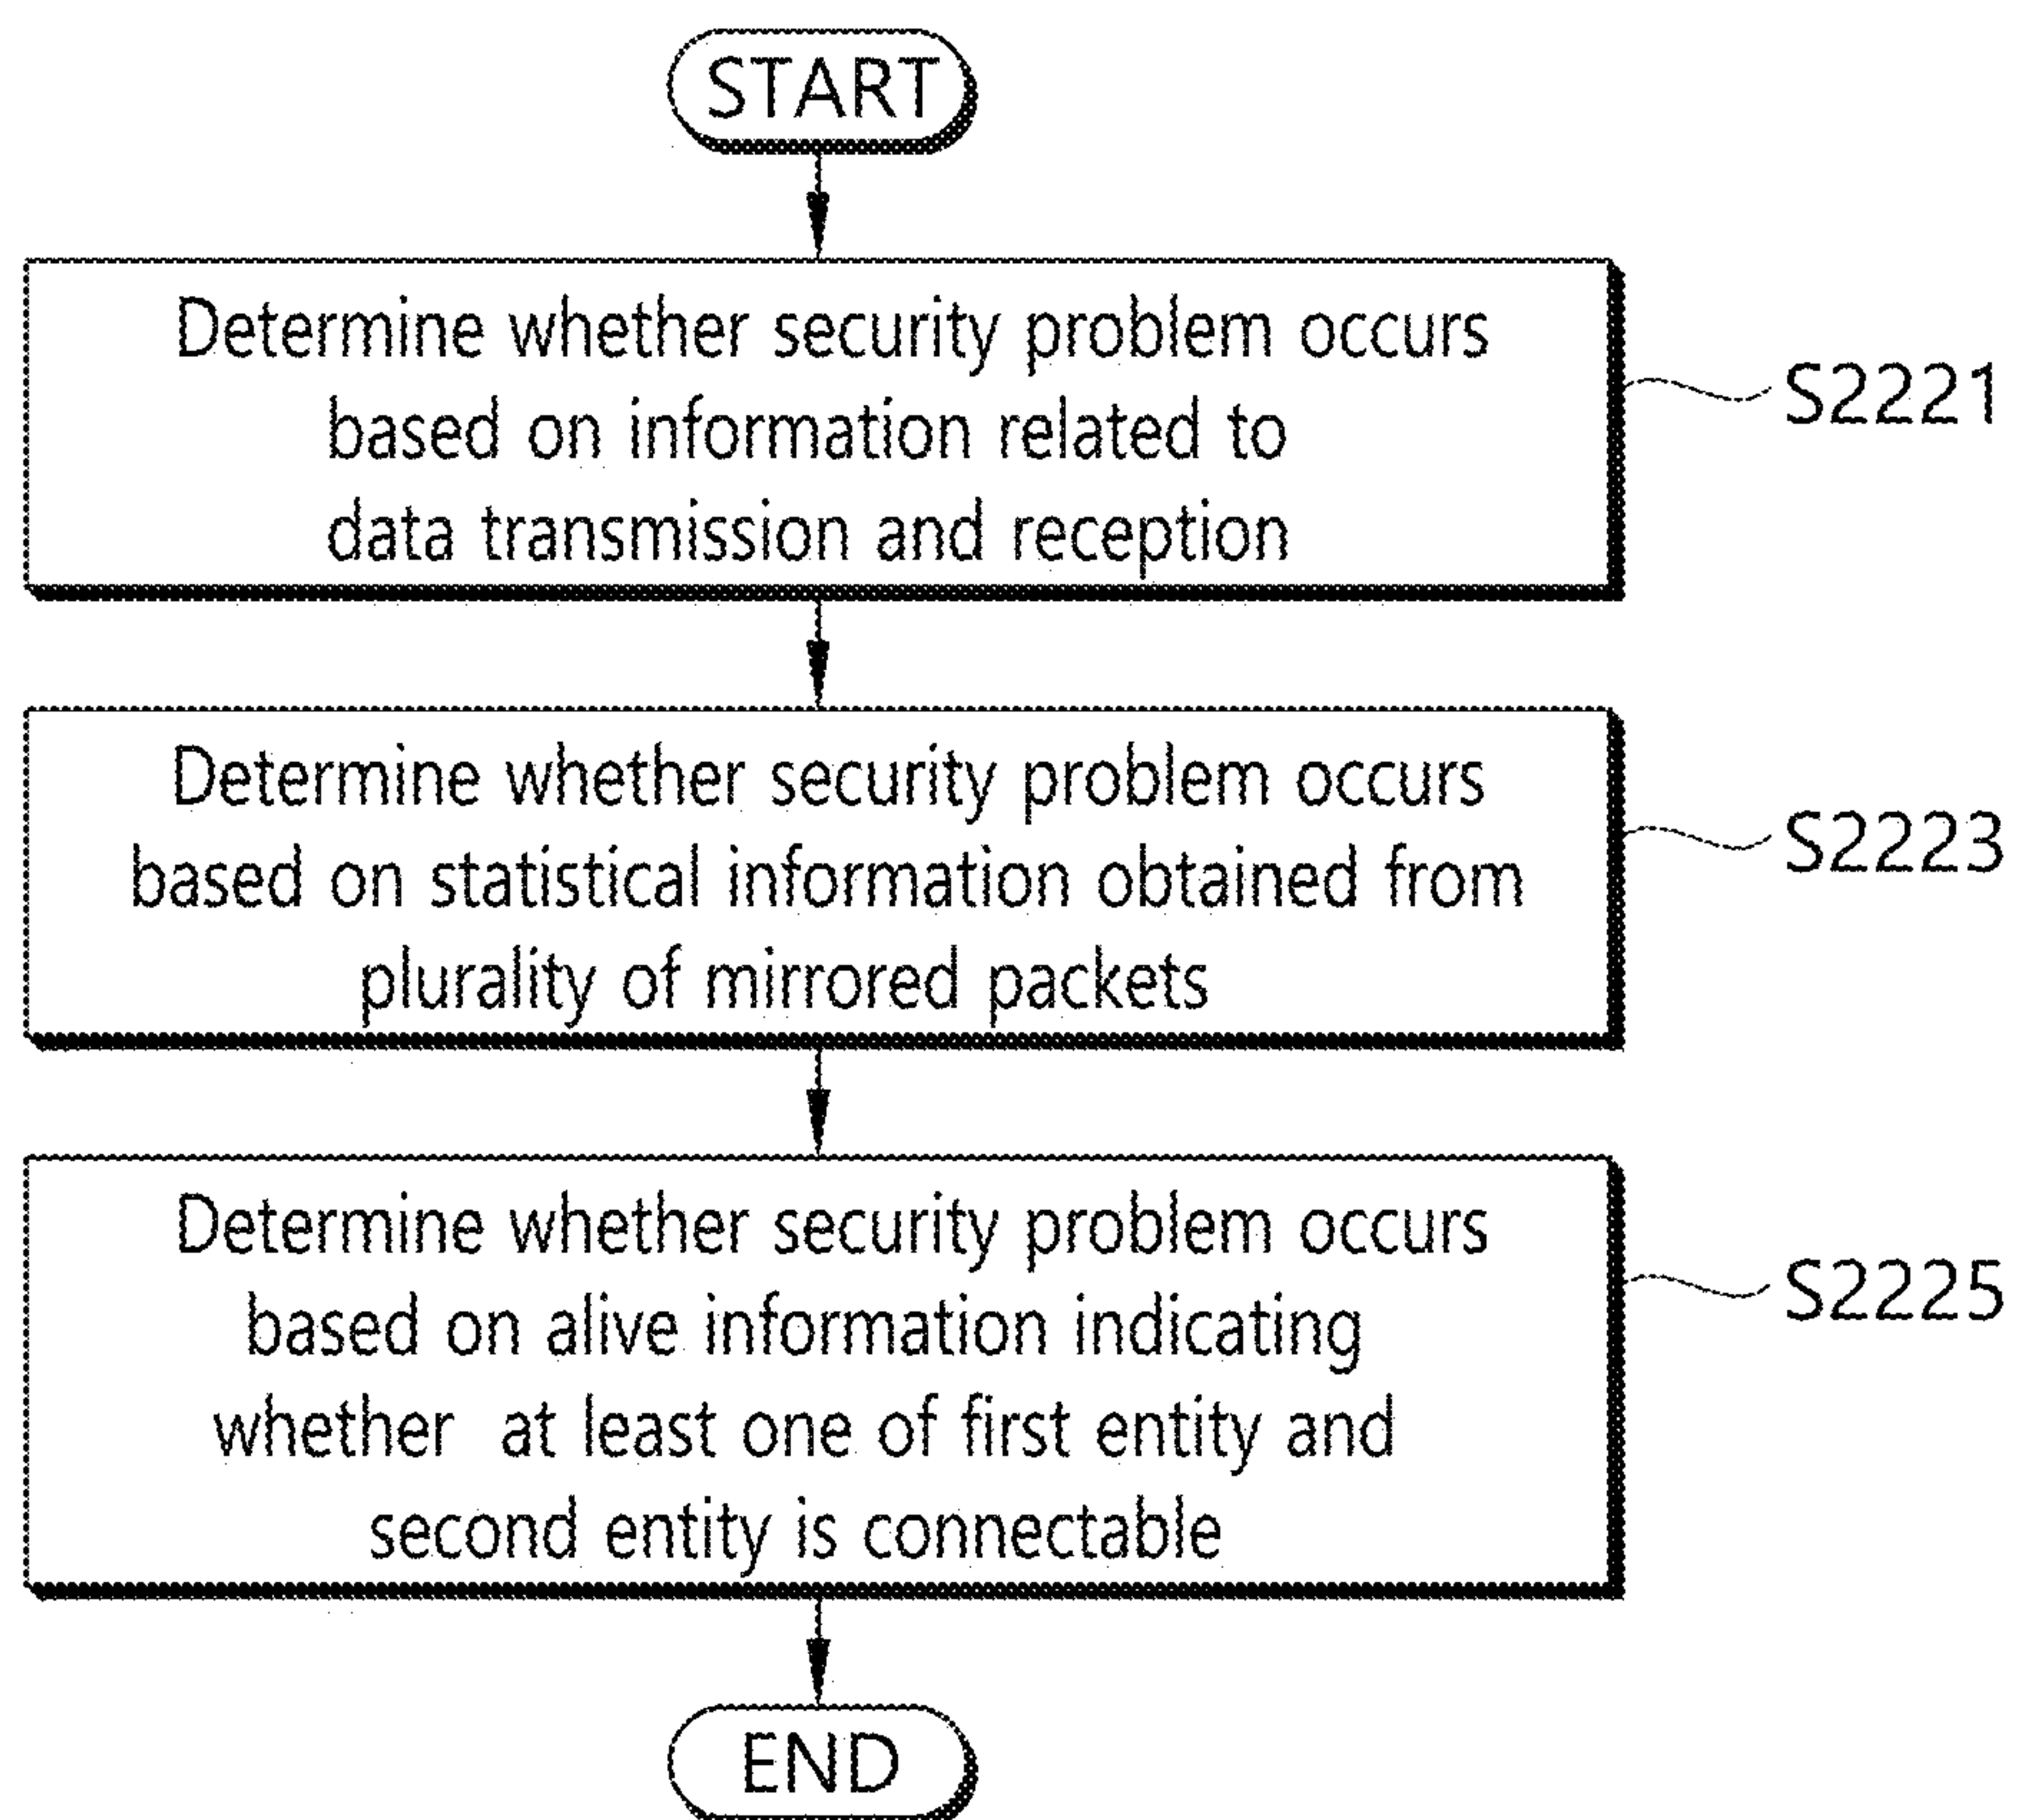 START
Determine whether security problem occurs
based on information related to
data transmission and reception
S2221
Determine whether security problem occurs
based on statistical information obtained from
plurality of mirrored packets
S2223
Determine whether security problem occurs
based on alive information indicating
whether at least one of first entity and
second entity is connectable
S2225
END